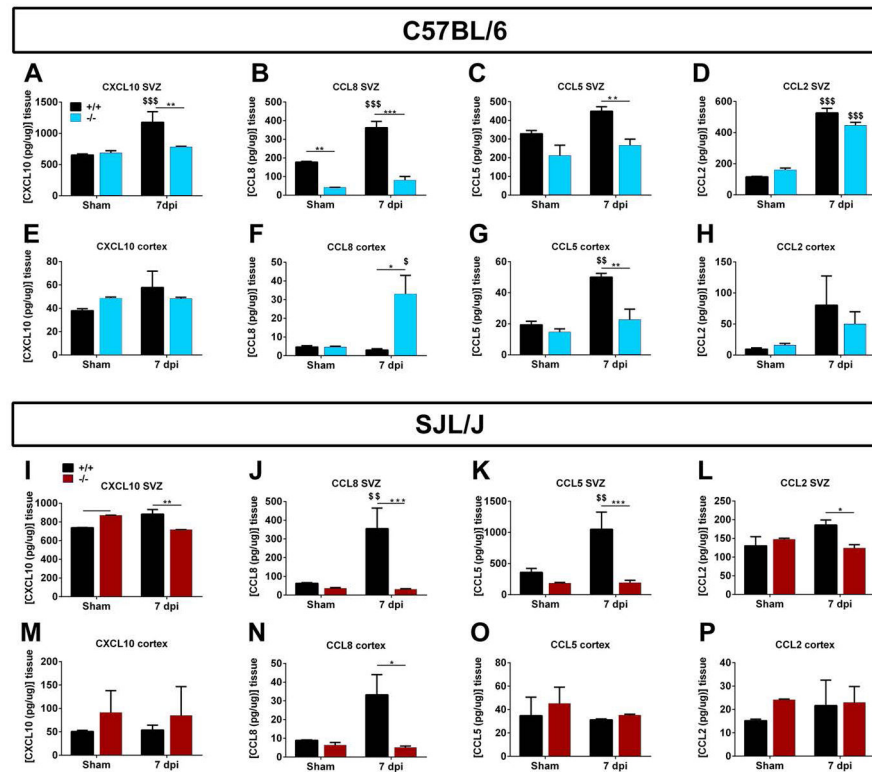 C57BL/6
A
CXCL10 SVZ
[CXCL10 (pg/ug)] tissue
1500
1000
500
0
+/+
-/-
$$$
**
Sham
7dpi
B
CCL8 SVZ
[CCL8 (pg/ug)] tissue
500
400
300
200
100
0
**
$$$
***
Sham
7 dpi
C
CCL5 SVZ
[CCL5 (pg/ug)] tissue
500
400
300
200
100
0
**
Sham
7 dpi
D
CCL2 SVZ
[CCL2 (pg/ug)] tissue
600
400
200
0
$$$
$$$
Sham
7 dpi
E
CXCL10 cortex
[CXCL10 (pg/ug)] tissue
80
60
40
20
0
Sham
7 dpi
F
CCL8 cortex
[CCL8 (pg/ug)] tissue
50
40
30
20
10
0
*
$
Sham
7 dpi
G
CCL5 cortex
[CCL5 (pg/ug)] tissue
60
40
20
0
$$
**
Sham
7 dpi
H
CCL2 cortex
[CCL2 (pg/ug)] tissue
150
100
50
0
Sham
7 dpi
SJL/J
I
+/+
-/-
CXCL10 SVZ
[CXCL10 (pg/ug)] tissue
1000
800
600
400
200
0
**
Sham
7 dpi
J
CCL8 SVZ
[CCL8 (pg/ug)] tissue
500
400
300
200
100
0
$$
***
Sham
7 dpi
K
CCL5 SVZ
[CCL5 (pg/ug)] tissue
1500
1000
500
0
$$
***
Sham
7 dpi
L
CCL2 SVZ
[CCL2 (pg/ug)] tissue
250
200
150
100
50
0
*
Sham
7 dpi
M
CXCL10 cortex
[CXCL10 (pg/ug)] tissue
200
150
100
50
0
Sham
7 dpi
N
CCL8 cortex
[CCL8 (pg/ug)] tissue
50
40
30
20
10
0
*
Sham
7 dpi
O
CCL5 cortex
[CCL5 (pg/ug)] tissue
80
60
40
20
0
Sham
7 dpi
P
CCL2 cortex
[CCL2 (pg/ug)] tissue
40
30
20
10
0
Sham
7 dpi